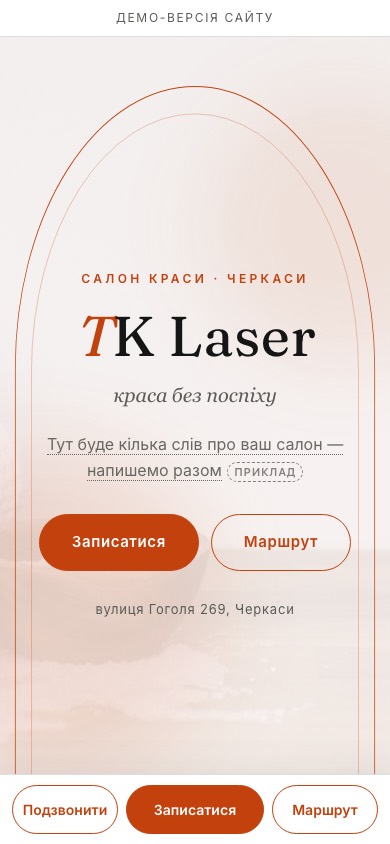 ДЕМО-ВЕРСІЯ САЙТУ
САЛОН КРАСИ · ЧЕРКАСИ
TK Laser
краса без поспіху
Тут буде кілька слів про ваш салон —
напишемо разом ПРИКЛАД
Записатися Маршрут
вулиця Гоголя 269, Черкаси
Подзвонити Записатися Маршрут